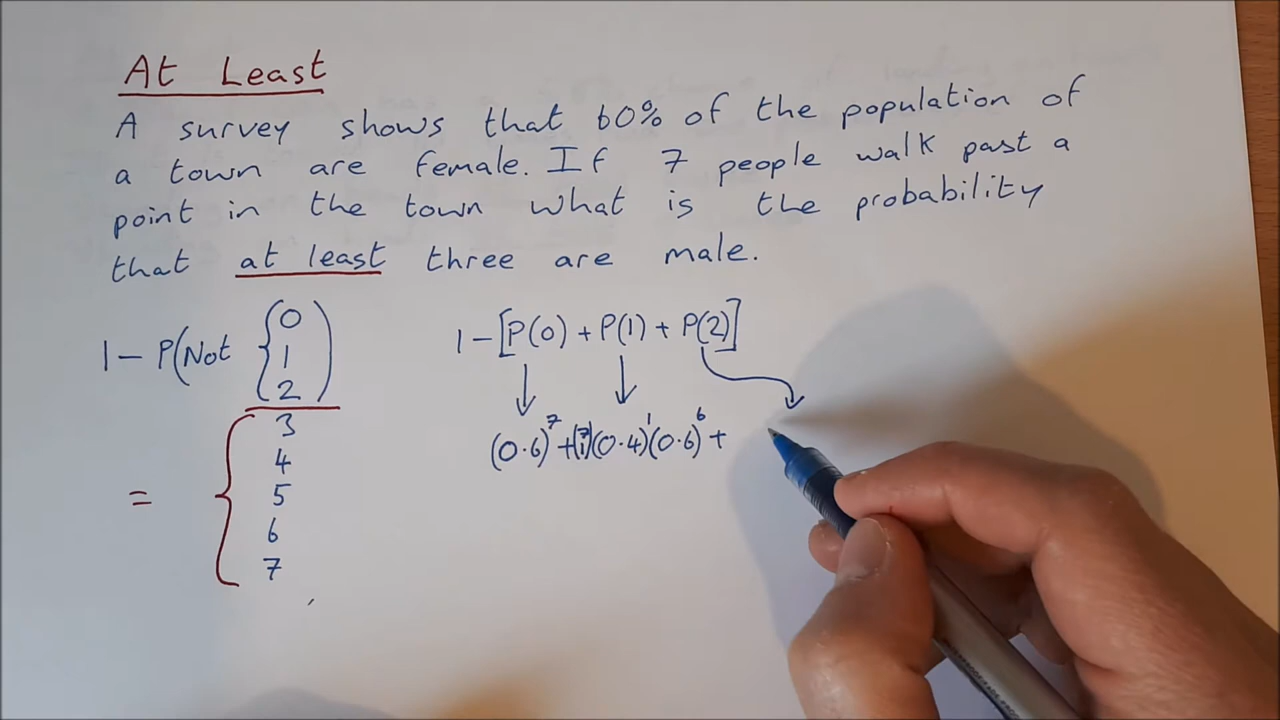 At Least
A survey shows that 60% of the population of
a town are female. If 7 people walk past a
point in the town what is the probability
that at least three are male.
1 - P(Not {0
1
2)
= {3
4
5
6
7
1 - [P(0) + P(1) + P(2)]
(0.6)^7 + (7 1)(0.4)^1(0.6)^6 +